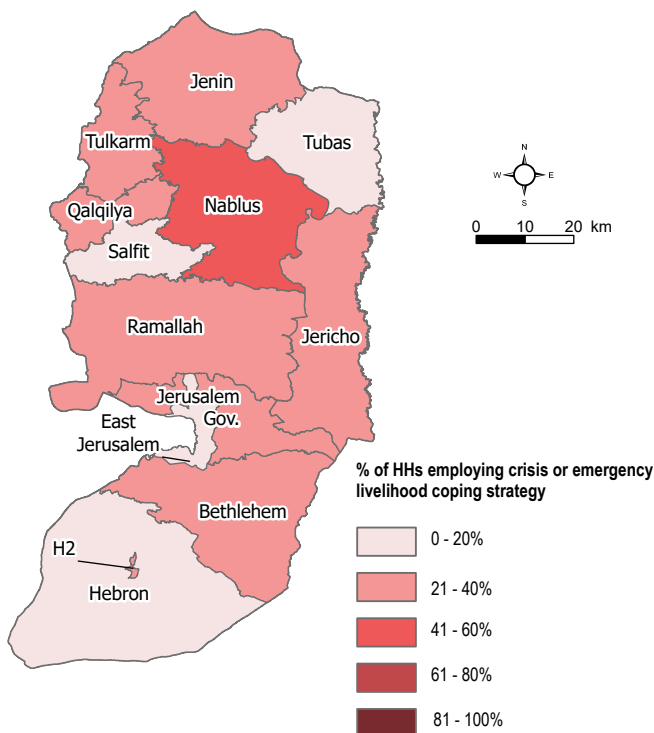 Jenin
Tubas
Tulkarm
Qalqilya
Nablus
Salfit
Ramallah
Jericho
Jerusalem
Gov.
East
Jerusalem
Bethlehem
H2
Hebron
N
W E
S
0 10 20 km
% of HHs employing crisis or emergency
livelihood coping strategy
0 - 20%
21 - 40%
41 - 60%
61 - 80%
81 - 100%